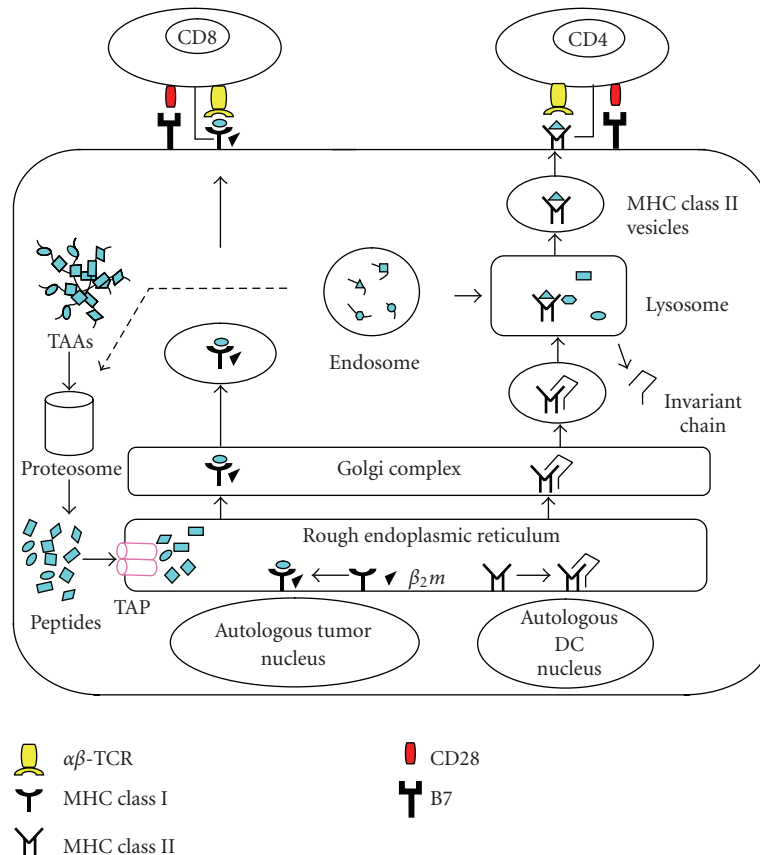 CD8
CD4
MHC class II
vesicles
TAAs
Endosome
Lysosome
Invariant
chain
Proteosome
Golgi complex
Rough endoplasmic reticulum
β₂m
Peptides
TAP
Autologous tumor
nucleus
Autologous
DC
nucleus
αβ-TCR
CD28
MHC class I
B7
MHC class II